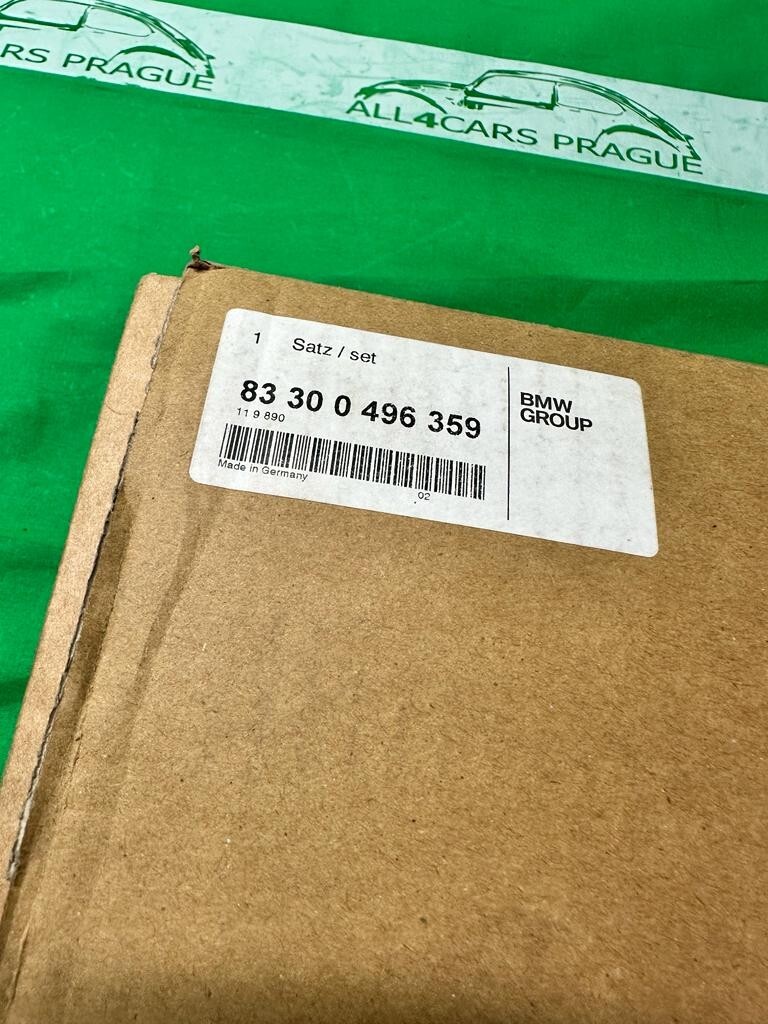 RS PRAGUE
ALL4CARS PRAGUE
1 Satz / set
83 30 0 496 359
11 9 890
Made in Germany
02
BMW
GROUP